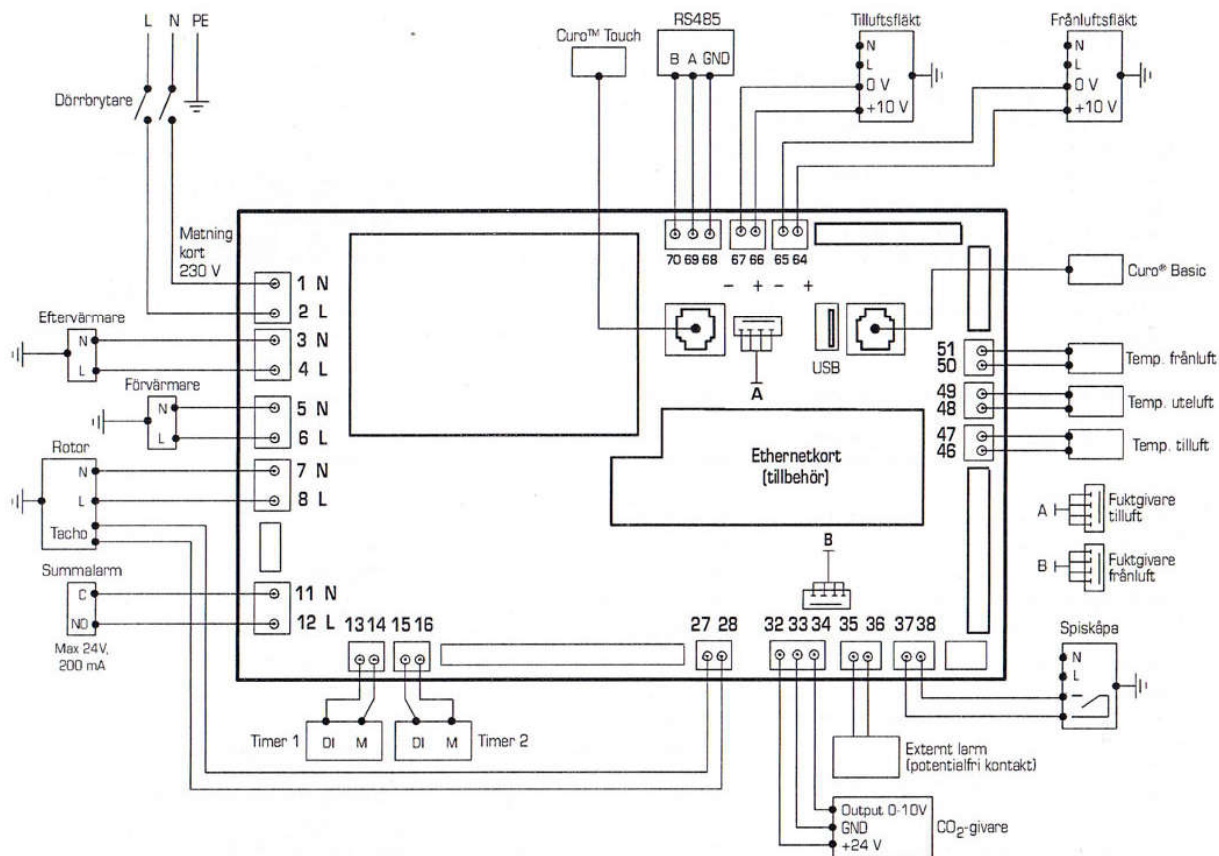 L N PE
Dörrbrytare
Curo™ Touch
RS485
B A GND
Tilluftsfläkt
N
L
0 V
+10 V
Frånluftsfläkt
N
L
0 V
+10 V
Matning
kort
230 V
70 69 68
67 66
65 64
- +
- +
Curo® Basic
1 N
2 L
Eftervärmare
N
L
3 N
4 L
USB
A
51
50
Temp. frånluft
Förvärmare
N
L
5 N
6 L
49
48
Temp. uteluft
Rotor
N
L
Tacho
7 N
8 L
Ethernetkort
(tillbehör)
47
46
Temp. tilluft
A
Fuktgivare
tilluft
B
Fuktgivare
frånluft
B
Summalarm
C
NO
Max 24V,
200 mA
11 N
12 L
13 14
15 16
27 28
32 33 34
35 36
37 38
Spiskåpa
N
L
Timer 1
DI M
DI M
Timer 2
Externt larm
(potentialfri kontakt)
Output 0-10V
GND
+24 V
CO₂-givare